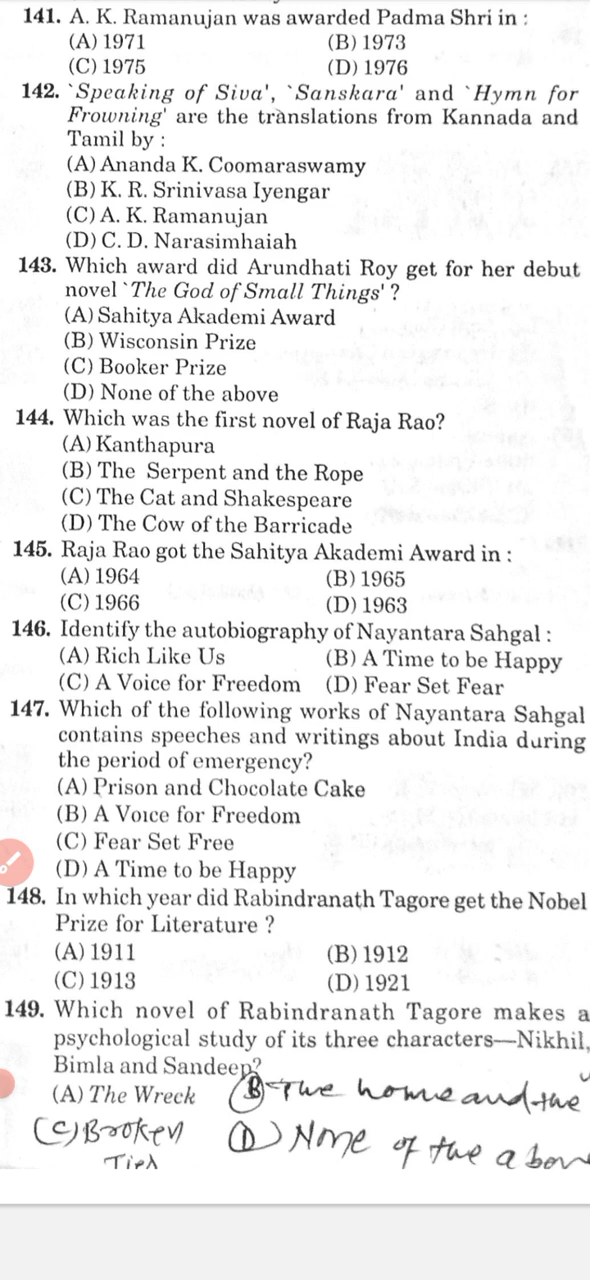 141. A. K. Ramanujan was awarded Padma Shri in :
(A) 1971 (B) 1973
(C) 1975 (D) 1976
142. `Speaking of Siva', `Sanskara' and `Hymn for
Frowning' are the translations from Kannada and
Tamil by :
(A) Ananda K. Coomaraswamy
(B) K. R. Srinivasa Iyengar
(C) A. K. Ramanujan
(D) C. D. Narasimhaiah
143. Which award did Arundhati Roy get for her debut
novel `The God of Small Things' ?
(A) Sahitya Akademi Award
(B) Wisconsin Prize
(C) Booker Prize
(D) None of the above
144. Which was the first novel of Raja Rao?
(A) Kanthapura
(B) The Serpent and the Rope
(C) The Cat and Shakespeare
(D) The Cow of the Barricade
145. Raja Rao got the Sahitya Akademi Award in :
(A) 1964 (B) 1965
(C) 1966 (D) 1963
146. Identify the autobiography of Nayantara Sahgal :
(A) Rich Like Us (B) A Time to be Happy
(C) A Voice for Freedom (D) Fear Set Fear
147. Which of the following works of Nayantara Sahgal
contains speeches and writings about India during
the period of emergency?
(A) Prison and Chocolate Cake
(B) A Voice for Freedom
(C) Fear Set Free
(D) A Time to be Happy
148. In which year did Rabindranath Tagore get the Nobel
Prize for Literature ?
(A) 1911 (B) 1912
(C) 1913 (D) 1921
149. Which novel of Rabindranath Tagore makes a
psychological study of its three characters—Nikhil,
Bimla and Sandeep?
(A) The Wreck (B) The home and the
(C) Broken (D) None of the above